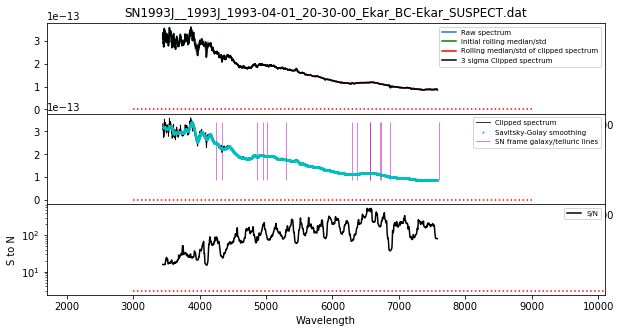 SN1993J__1993J_1993-04-01_20-30-00_Ekar_BC-Ekar_SUSPECT.dat
1e−13
3
2
1
0
Raw spectrum
Initial rolling median/std
Rolling median/std of clipped spectrum
3 sigma Clipped spectrum
1e−13
3
2
1
0
Clipped spectrum
Savitsky-Golay smoothing
SN frame galaxy/telluric lines
S to N
10²
10¹
S/N
2000 3000 4000 5000 6000 7000 8000 9000 10000
Wavelength